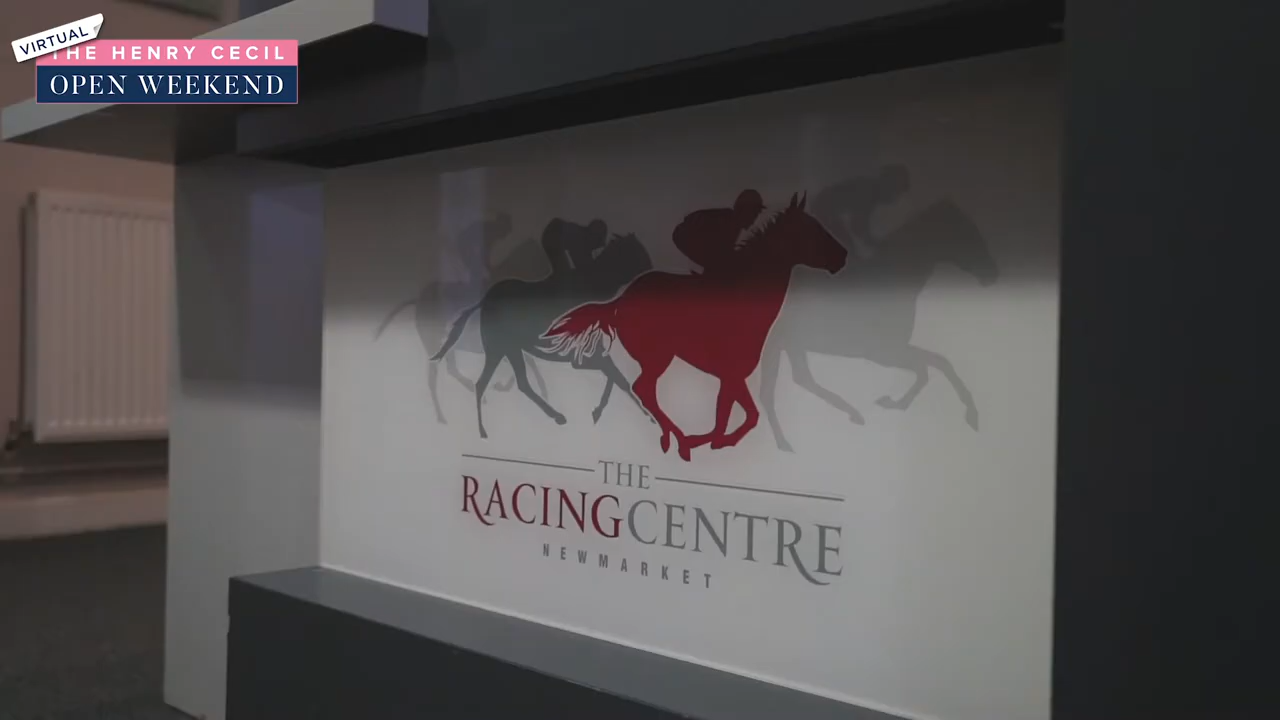 VIRTUAL
THE HENRY CECIL
OPEN WEEKEND
THE
RACINGCENTRE
NEWMARKET